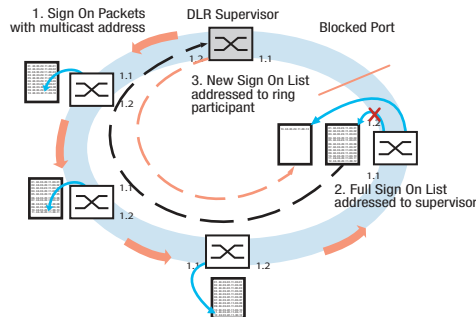 1. Sign On Packets
with multicast address
DLR Supervisor
Blocked Port
1.2
1.1
3. New Sign On List
addressed to ring
participant
1.1
1.2
1.2
1.1
2. Full Sign On List
addressed to supervisor
1.1
1.2
1.1
1.2